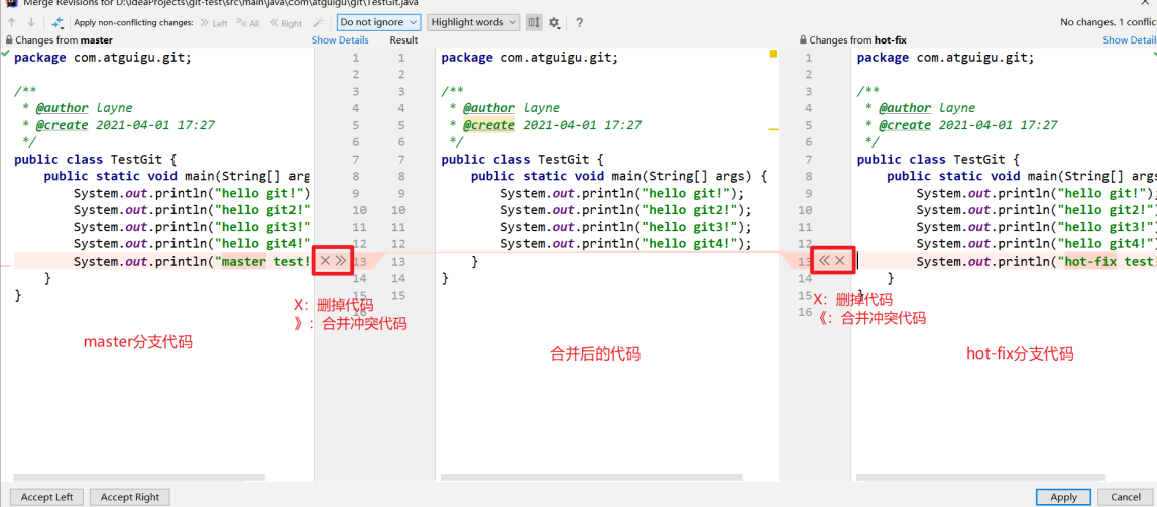 Merge Revisions for D:\IdeaProjects\git-test\src\main\java\com\atguigu\git\TestGit.java
Apply non-conflicting changes: Left All Right Do not ignore Highlight words ? No changes. 1 conflic
Changes from master Show Details Result Changes from hot-fix Show Detail
package com.atguigu.git; 1 1 package com.atguigu.git; 1 package com.atguigu.git;
2 2 2
/** 3 3 /** 3 /**
* @author layne 4 4 * @author layne 4 * @author layne
* @create 2021-04-01 17:27 5 5 * @create 2021-04-01 17:27 5 * @create 2021-04-01 17:27
*/ 6 6 */ 6 */
public class TestGit { 7 7 public class TestGit { 7 public class TestGit {
public static void main(String[] arg 8 8 public static void main(String[] args) { 8 public static void main(String[] args
System.out.println("hello git!") 9 9 System.out.println("hello git!"); 9 System.out.println("hello git!");
System.out.println("hello git2!" 10 10 System.out.println("hello git2!"); 10 System.out.println("hello git2!"
System.out.println("hello git3!" 11 11 System.out.println("hello git3!"); 11 System.out.println("hello git3!"
System.out.println("hello git4!" 12 12 System.out.println("hello git4!"); 12 System.out.println("hello git4!"
System.out.println("master test! × » 13 13 } 13 « × System.out.println("hot-fix test
} 14 14 } 14 }
} 15 15 15 }
16 16
X：删掉代码
》：合并冲突代码
X：删掉代码
《：合并冲突代码
master分支代码
合并后的代码
hot-fix分支代码
Accept Left Accept Right Apply Cancel